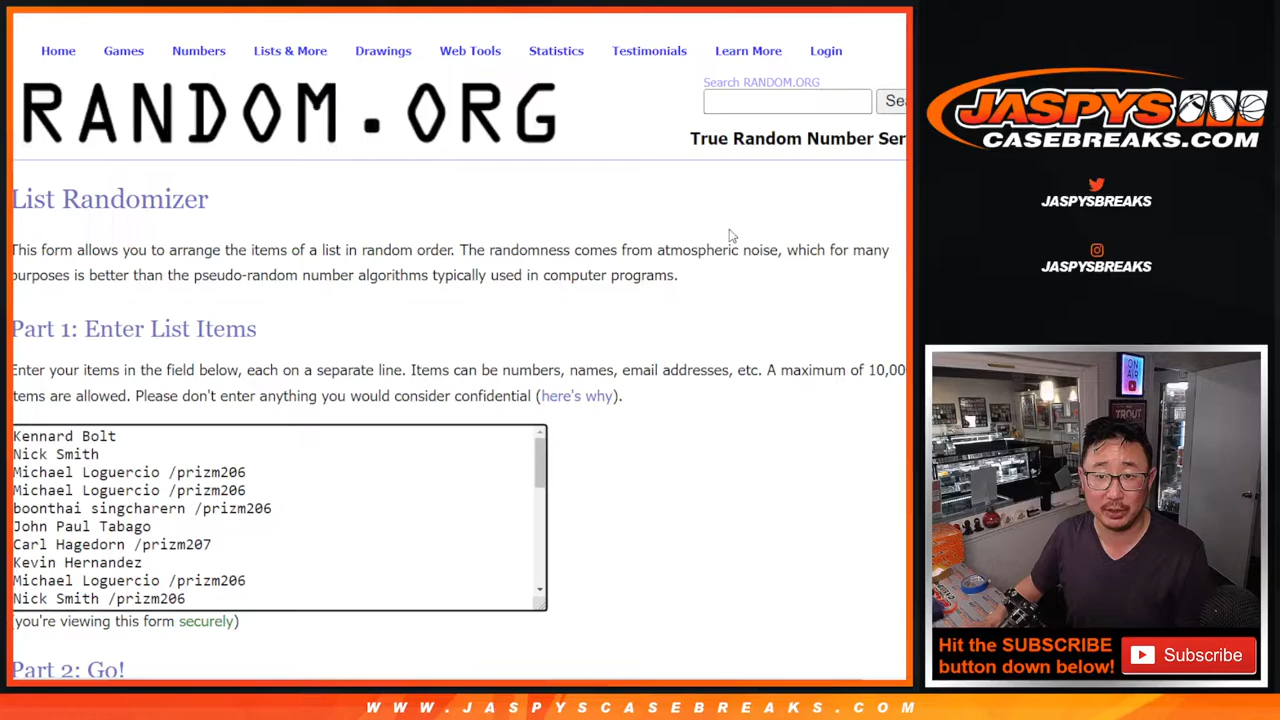 Home Games Numbers Lists & More Drawings Web Tools Statistics Testimonials Learn More Login
Search RANDOM.ORG
RANDOM.ORG
True Random Number Ser
List Randomizer
This form allows you to arrange the items of a list in random order. The randomness comes from atmospheric noise, which for many
purposes is better than the pseudo-random number algorithms typically used in computer programs.
Part 1: Enter List Items
Enter your items in the field below, each on a separate line. Items can be numbers, names, email addresses, etc. A maximum of 10,00
items are allowed. Please don't enter anything you would consider confidential (here's why).
Kennard Bolt
Nick Smith
Michael Loguercio /prizm206
Michael Loguercio /prizm206
boonthai singcharern /prizm206
John Paul Tabago
Carl Hagedorn /prizm207
Kevin Hernandez
Michael Loguercio /prizm206
Nick Smith /prizm206
(you're viewing this form securely)
Part 2: Go!
JASPYS
CASEBREAKS.COM
JASPYSBREAKS
JASPYSBREAKS
ON AIR
TROUT
Hit the SUBSCRIBE
button down below!
Subscribe
WWW.JASPYSCASEBREAKS.COM